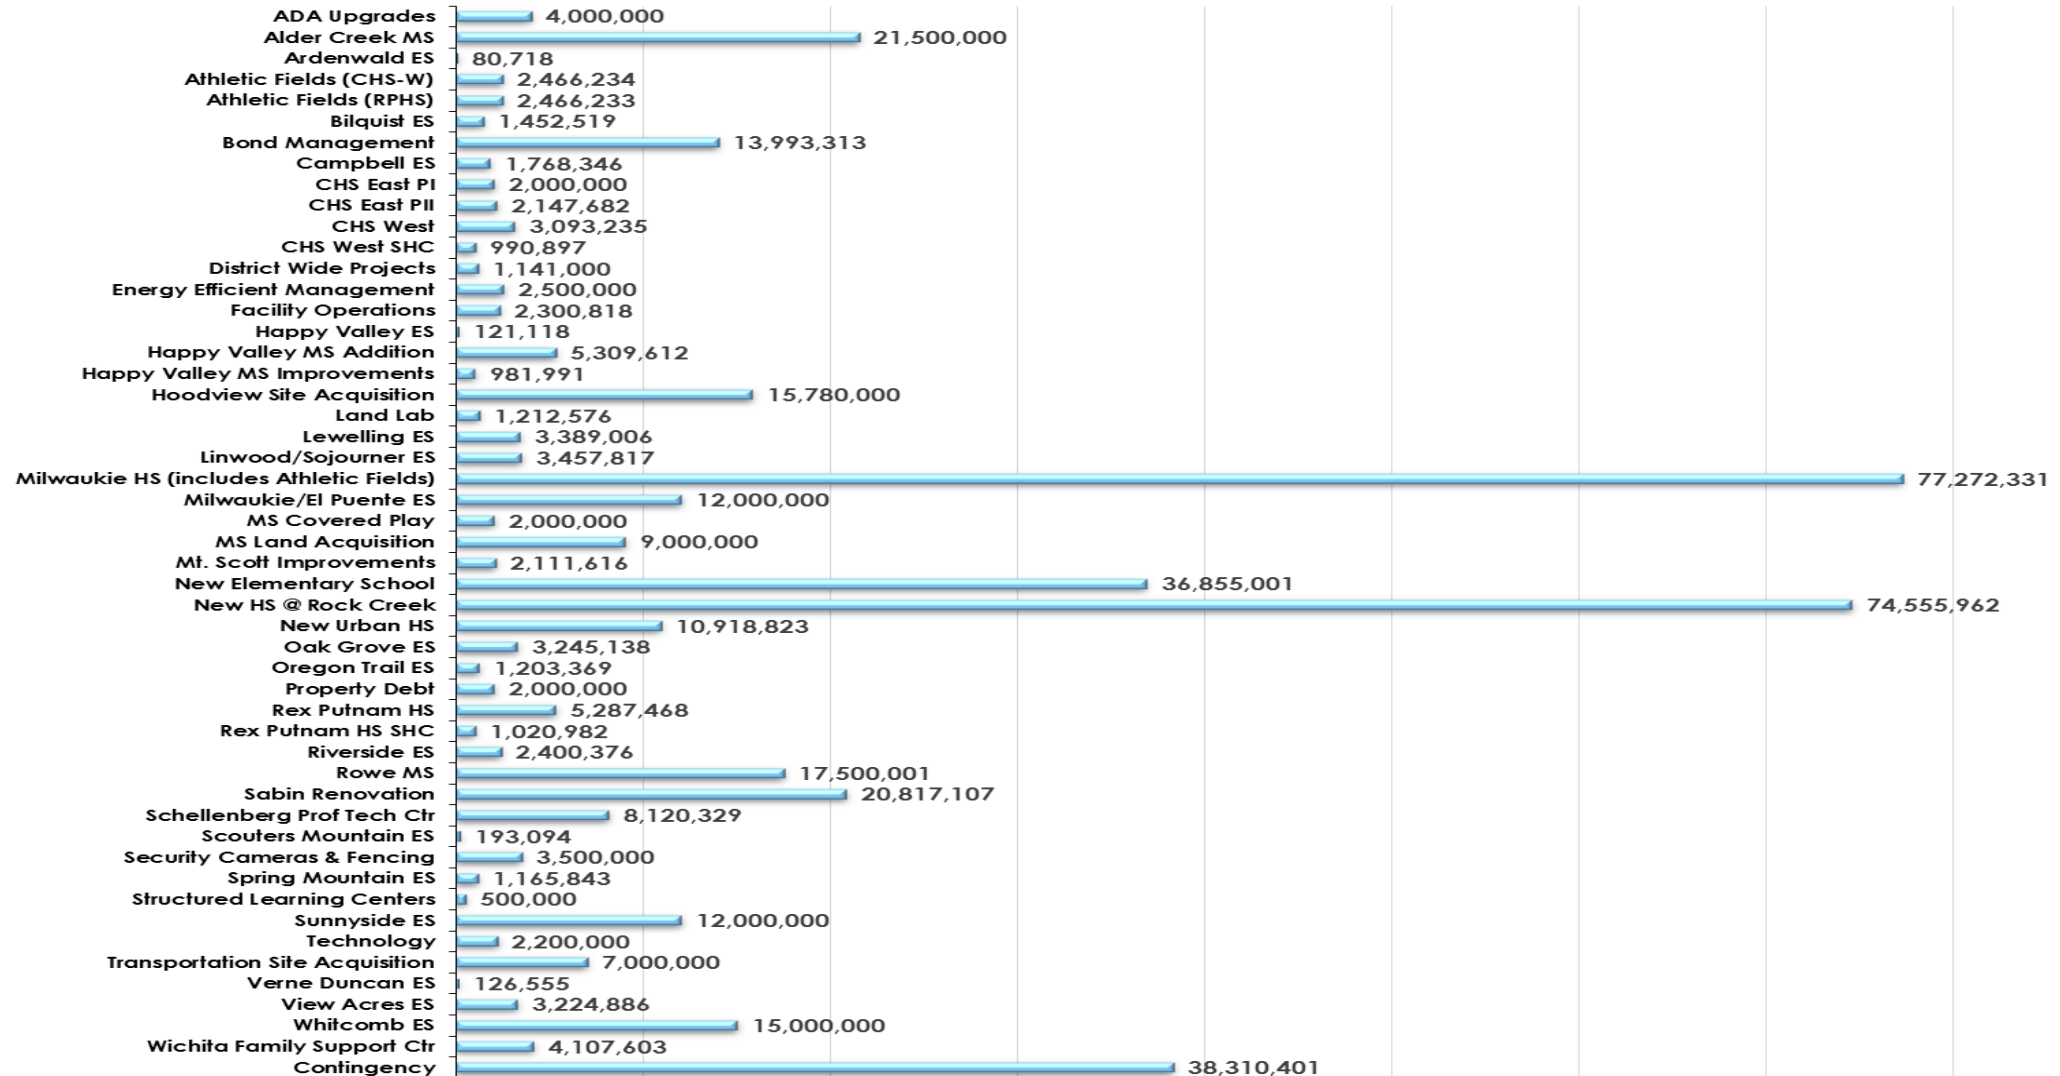 ADA Upgrades 4,000,000
Alder Creek MS 21,500,000
Ardenwald ES 80,718
Athletic Fields (CHS-W) 2,466,234
Athletic Fields (RPHS) 2,466,233
Bilquist ES 1,452,519
Bond Management 13,993,313
Campbell ES 1,768,346
CHS East PI 2,000,000
CHS East PII 2,147,682
CHS West 3,093,235
CHS West SHC 990,897
District Wide Projects 1,141,000
Energy Efficient Management 2,500,000
Facility Operations 2,300,818
Happy Valley ES 121,118
Happy Valley MS Addition 5,309,612
Happy Valley MS Improvements 981,991
Hoodview Site Acquisition 15,780,000
Land Lab 1,212,576
Lewelling ES 3,389,006
Linwood/Sojourner ES 3,457,817
Milwaukie HS (includes Athletic Fields) 77,272,331
Milwaukie/El Puente ES 12,000,000
MS Covered Play 2,000,000
MS Land Acquisition 9,000,000
Mt. Scott Improvements 2,111,616
New Elementary School 36,855,001
New HS @ Rock Creek 74,555,962
New Urban HS 10,918,823
Oak Grove ES 3,245,138
Oregon Trail ES 1,203,369
Property Debt 2,000,000
Rex Putnam HS 5,287,468
Rex Putnam HS SHC 1,020,982
Riverside ES 2,400,376
Rowe MS 17,500,001
Sabin Renovation 20,817,107
Schellenberg Prof Tech Ctr 8,120,329
Scouters Mountain ES 193,094
Security Cameras & Fencing 3,500,000
Spring Mountain ES 1,165,843
Structured Learning Centers 500,000
Sunnyside ES 12,000,000
Technology 2,200,000
Transportation Site Acquisition 7,000,000
Verne Duncan ES 126,555
View Acres ES 3,224,886
Whitcomb ES 15,000,000
Wichita Family Support Ctr 4,107,603
Contingency 38,310,401